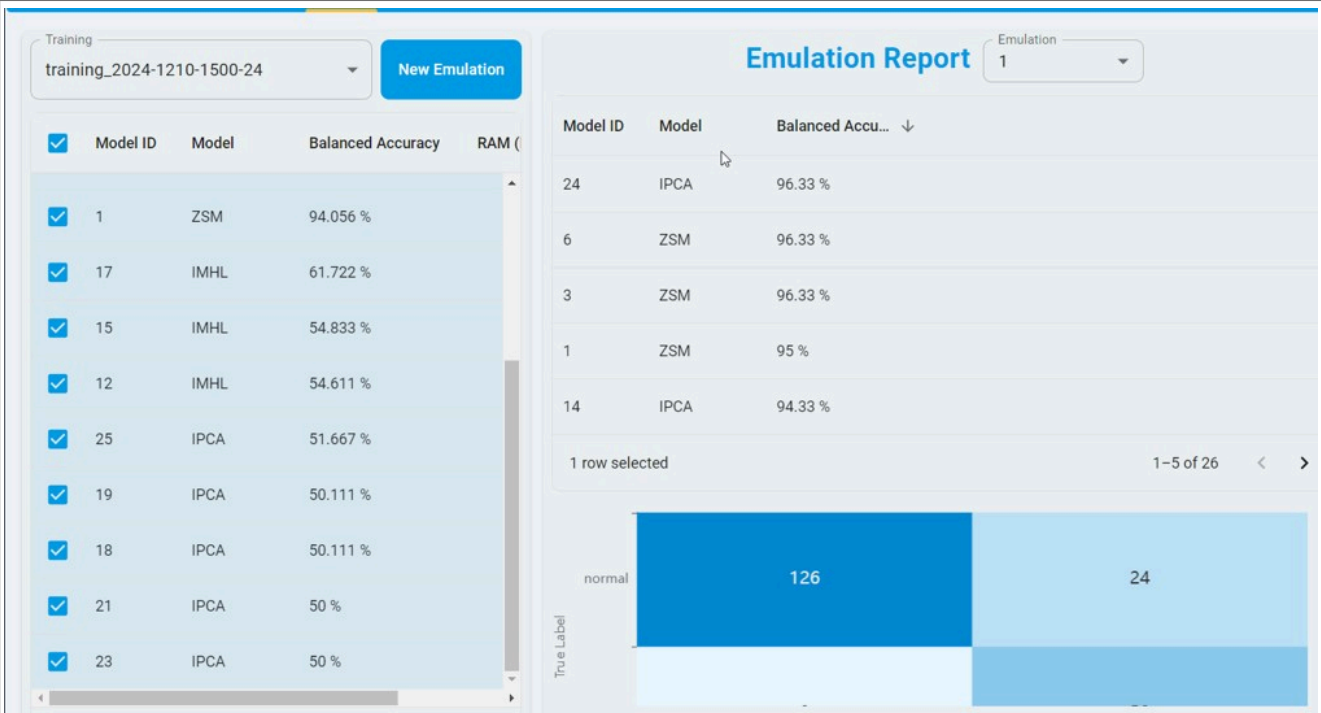 Training
training_2024-1210-1500-24
New Emulation
Model ID Model Balanced Accuracy RAM (
1 ZSM 94.056 %
17 IMHL 61.722 %
15 IMHL 54.833 %
12 IMHL 54.611 %
25 IPCA 51.667 %
19 IPCA 50.111 %
18 IPCA 50.111 %
21 IPCA 50 %
23 IPCA 50 %
Emulation Report
Emulation
1
Model ID Model Balanced Accu...
24 IPCA 96.33 %
6 ZSM 96.33 %
3 ZSM 96.33 %
1 ZSM 95 %
14 IPCA 94.33 %
1 row selected
1–5 of 26
normal 126 24
True Label